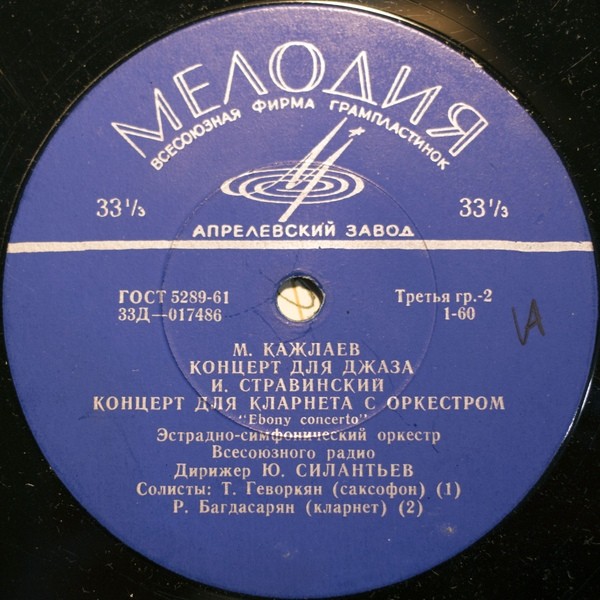 МЕЛОДИЯ
ВСЕСОЮЗНАЯ ФИРМА ГРАМПЛАСТИНОК
33 1/3 33 1/3
АПРЕЛЕВСКИЙ ЗАВОД
ГОСТ 5289-61 Третья гр.-2
33Д—017486 1-60
М. КАЖЛАЕВ
КОНЦЕРТ ДЛЯ ДЖАЗА
И. СТРАВИНСКИЙ
КОНЦЕРТ ДЛЯ КЛАРНЕТА С ОРКЕСТРОМ
"Ebony concerto"
Эстрадно-симфонический оркестр
Всесоюзного радио
Дирижер Ю. СИЛАНТЬЕВ
Солисты: Т. Геворкян (саксофон) (1)
Р. Багдасарян (кларнет) (2)